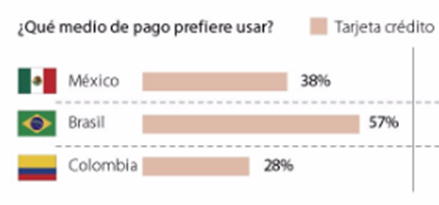 ¿Qué medio de pago prefiere usar? Tarjeta crédito
México 38%
Brasil 57%
Colombia 28%